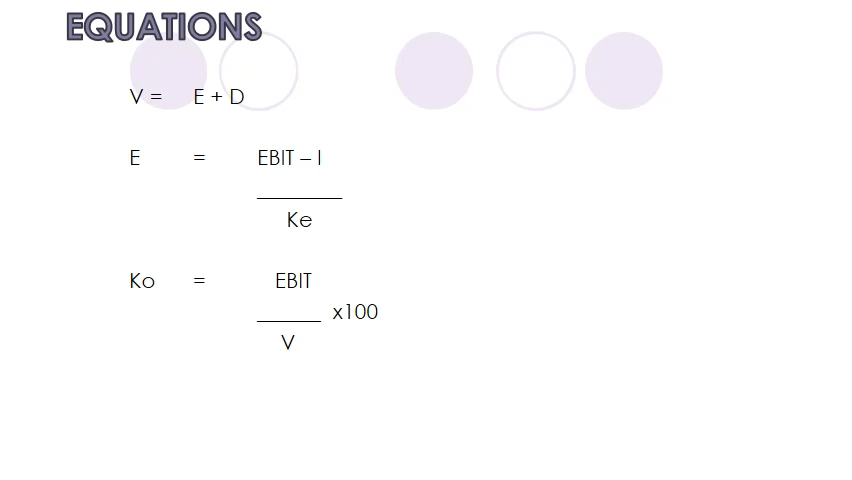 EQUATIONS
V = E + D
E = EBIT – I
________
Ke
Ko = EBIT
______ x100
V